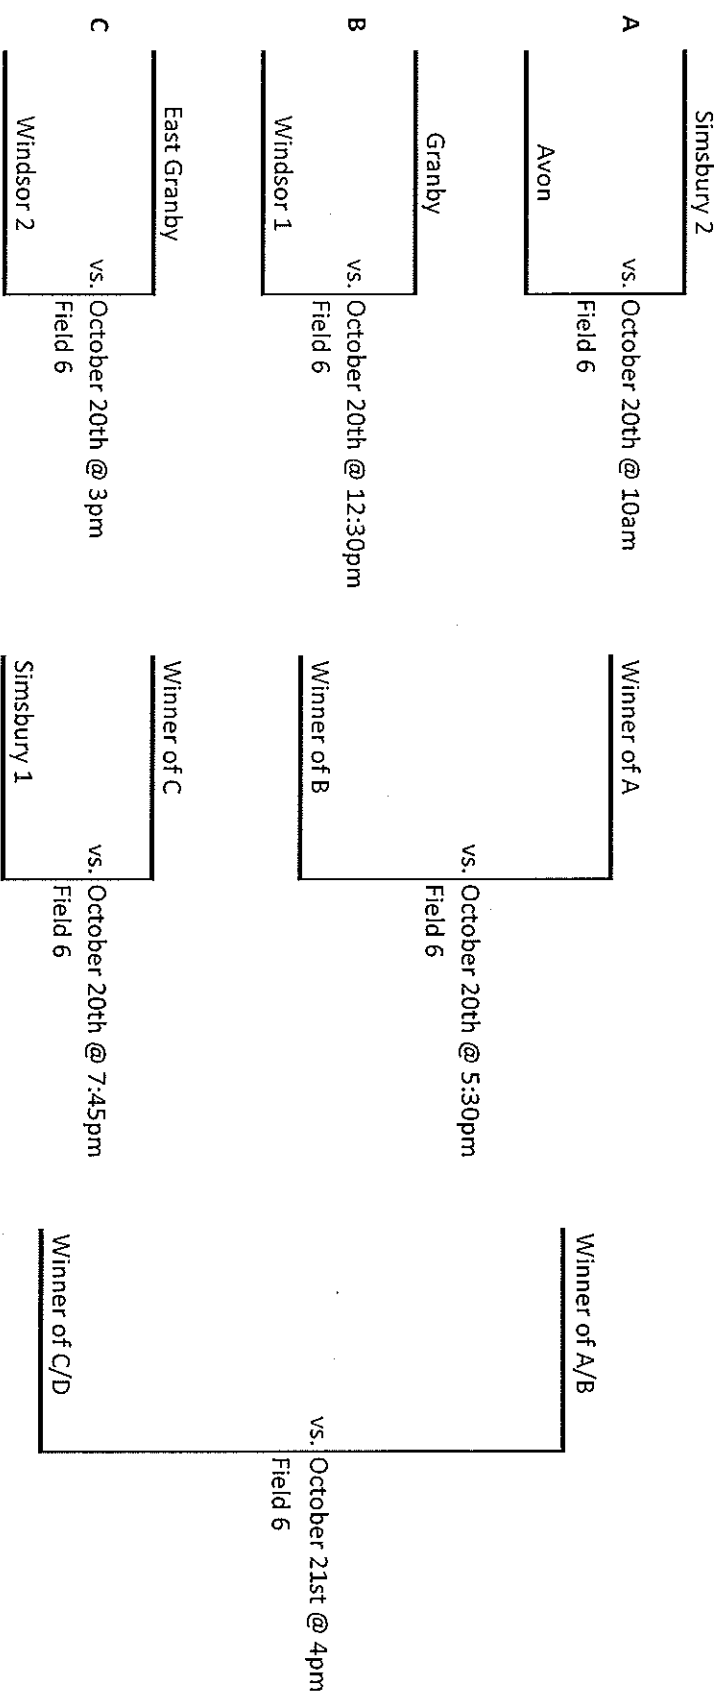 Simsbury 2
A
vs. October 20th @ 10am
Field 6
Avon
Granby
B
vs. October 20th @ 12:30pm
Field 6
Windsor 1
East Granby
C
vs. October 20th @ 3pm
Field 6
Windsor 2
Winner of A
vs. October 20th @ 5:30pm
Field 6
Winner of B
Winner of C
vs. October 20th @ 7:45pm
Field 6
Simsbury 1
Winner of A/B
vs. October 21st @ 4pm
Field 6
Winner of C/D